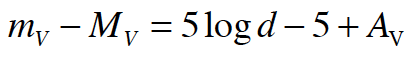 m_V − M_V = 5 log d − 5 + A_V